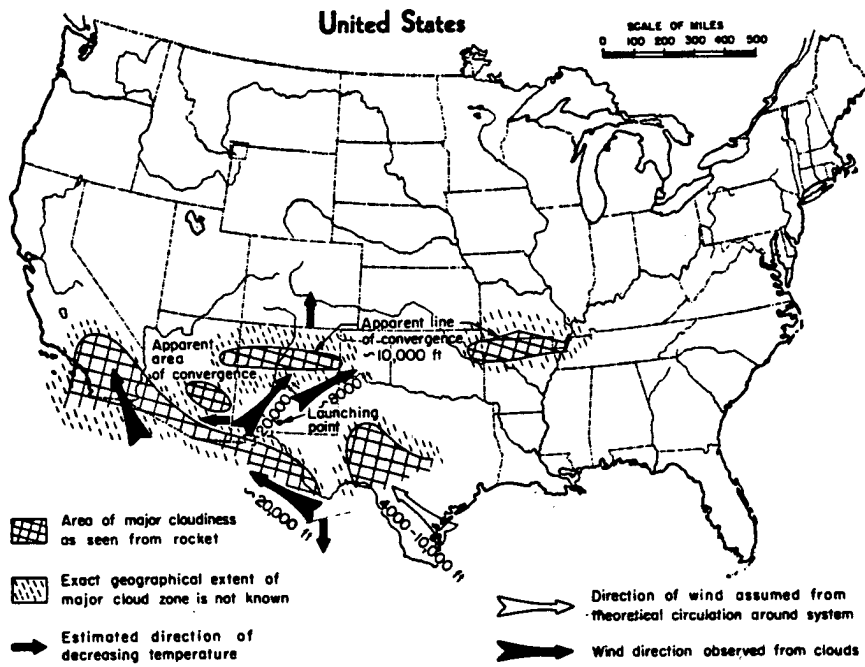 United States
SCALE OF MILES
0 100 200 300 400 500
Apparent
area
of convergence
Apparent line
of convergence
~10,000 ft
20,000
~8000 ft
Launching
point
~20,000 ft
4000-10,000 ft
Area of major cloudiness
as seen from rocket
Exact geographical extent of
major cloud zone is not known
Estimated direction of
decreasing temperature
Direction of wind assumed from
theoretical circulation around system
Wind direction observed from clouds